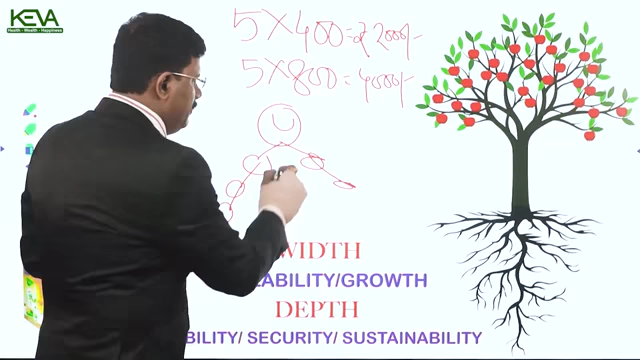 KEVA
Health - Wealth - Happiness
5×400=₹2000/-
5×800=4000/-
U
WIDTH
ABILITY/GROWTH
DEPTH
BILITY/ SECURITY/ SUSTAINABILITY